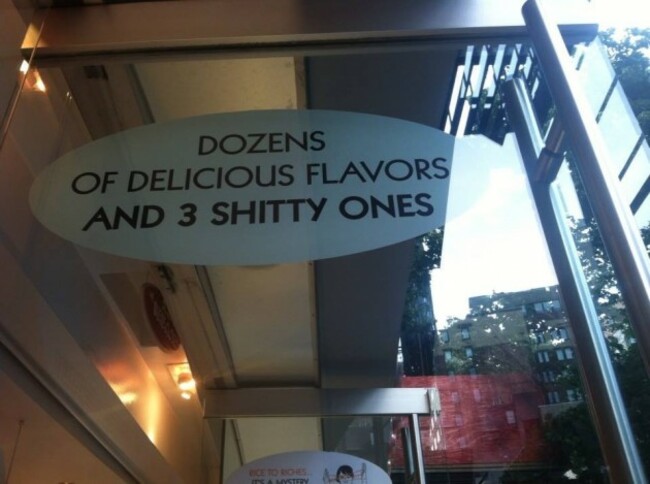 DOZENS
OF DELICIOUS FLAVORS
AND 3 SHITTY ONES
RICE TO RICHES...
IT'S A MYSTERY